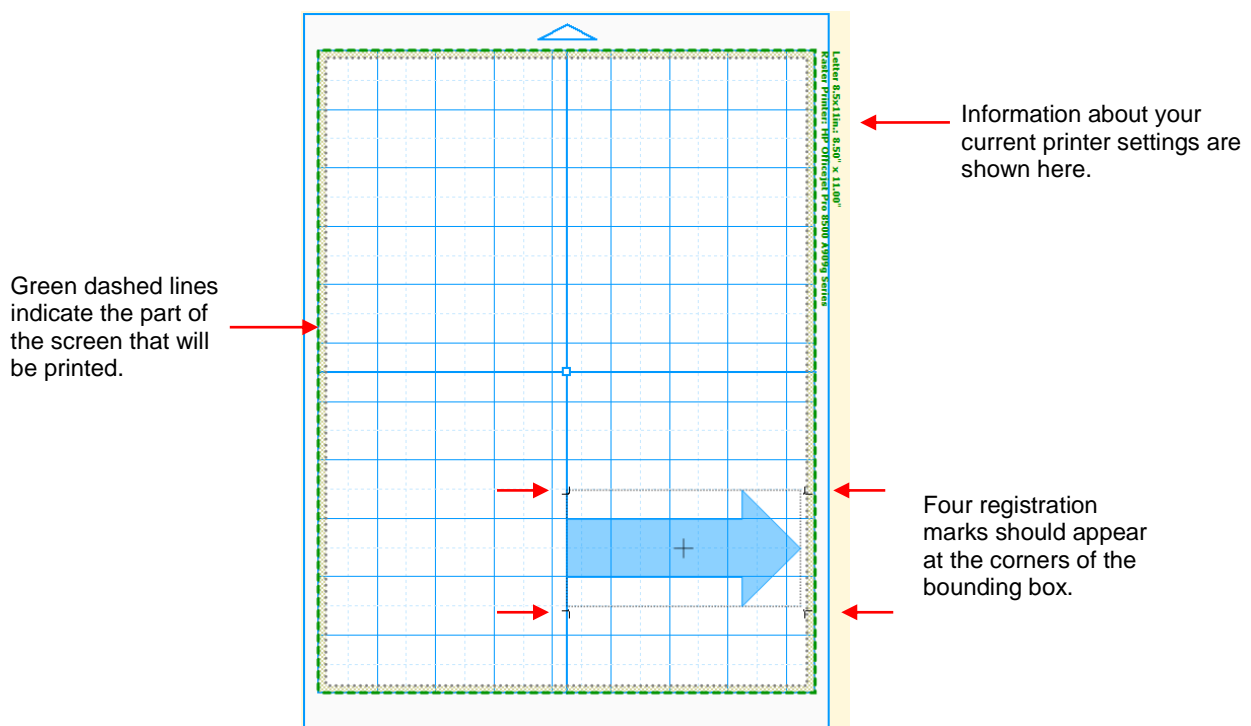 Letter 8.5x11in.: 8.50" x 11.00"
Raster Printer: HP Officejet Pro 8500 A909g Series
Information about your
current printer settings are
shown here.
Green dashed lines
indicate the part of
the screen that will
be printed.
Four registration
marks should appear
at the corners of the
bounding box.